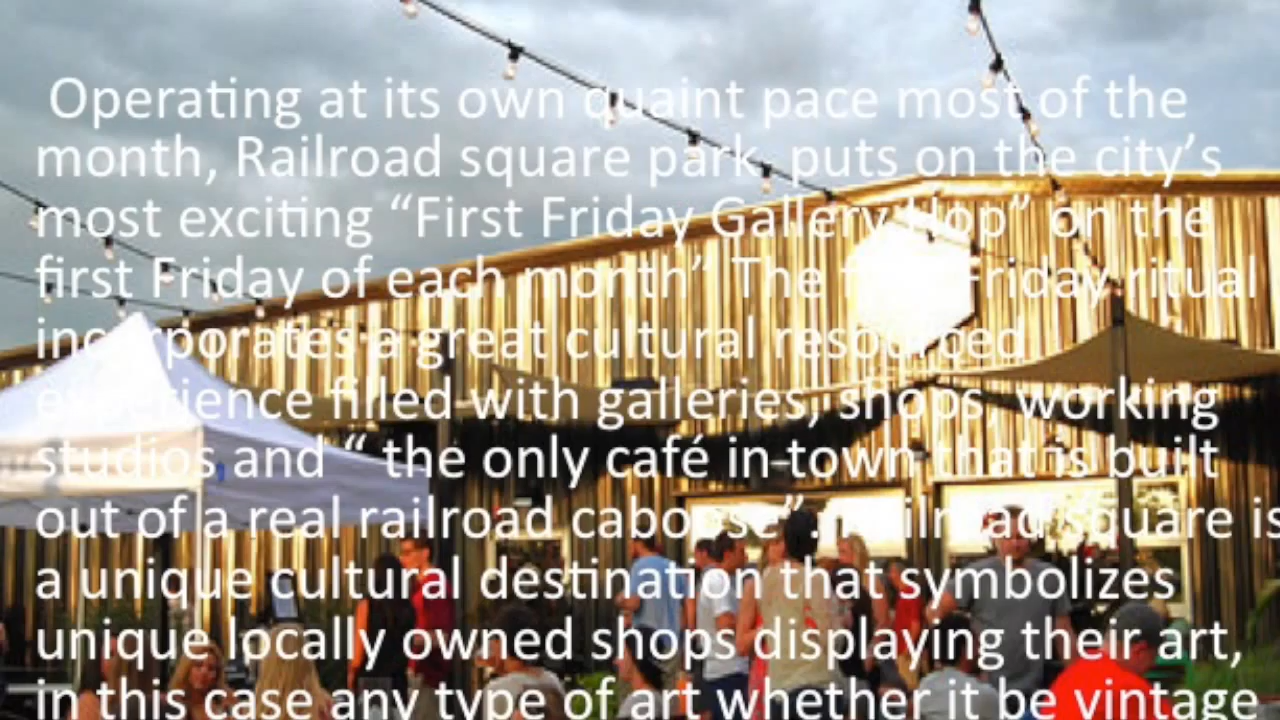 Operating at its own quaint pace most of the
month, Railroad square park, puts on the city’s
most exciting “First Friday Gallery Hop” on the
first Friday of each month” The first Friday ritual
incorporates a great cultural resourced
experience filled with galleries, shops, working
studios and “ the only café in town that is built
out of a real railroad caboose”. Railroad square is
a unique cultural destination that symbolizes
unique locally owned shops displaying their art,
in this case any type of art whether it be vintage